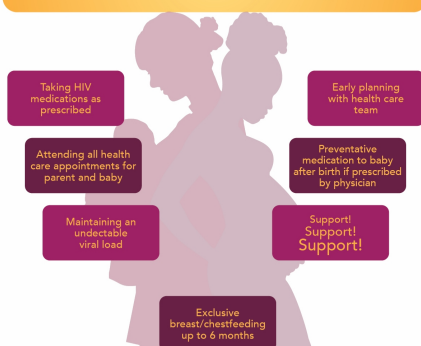 Taking HIV
medications as
prescribed
Early planning
with health care
team
Attending all health
care appointments for
parent and baby
Preventative
medication to baby
after birth if prescribed
by physician
Maintaining an
undectable
viral load
Support!
Support!
Support!
Exclusive
breast/chestfeeding
up to 6 months